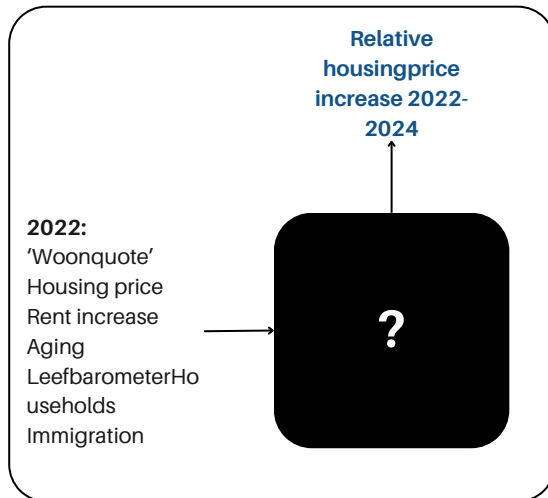 Relative
housingprice
increase 2022-
2024
2022:
‘Woonquote’
Housing price
Rent increase
Aging
LeefbarometerHo
useholds
Immigration
?